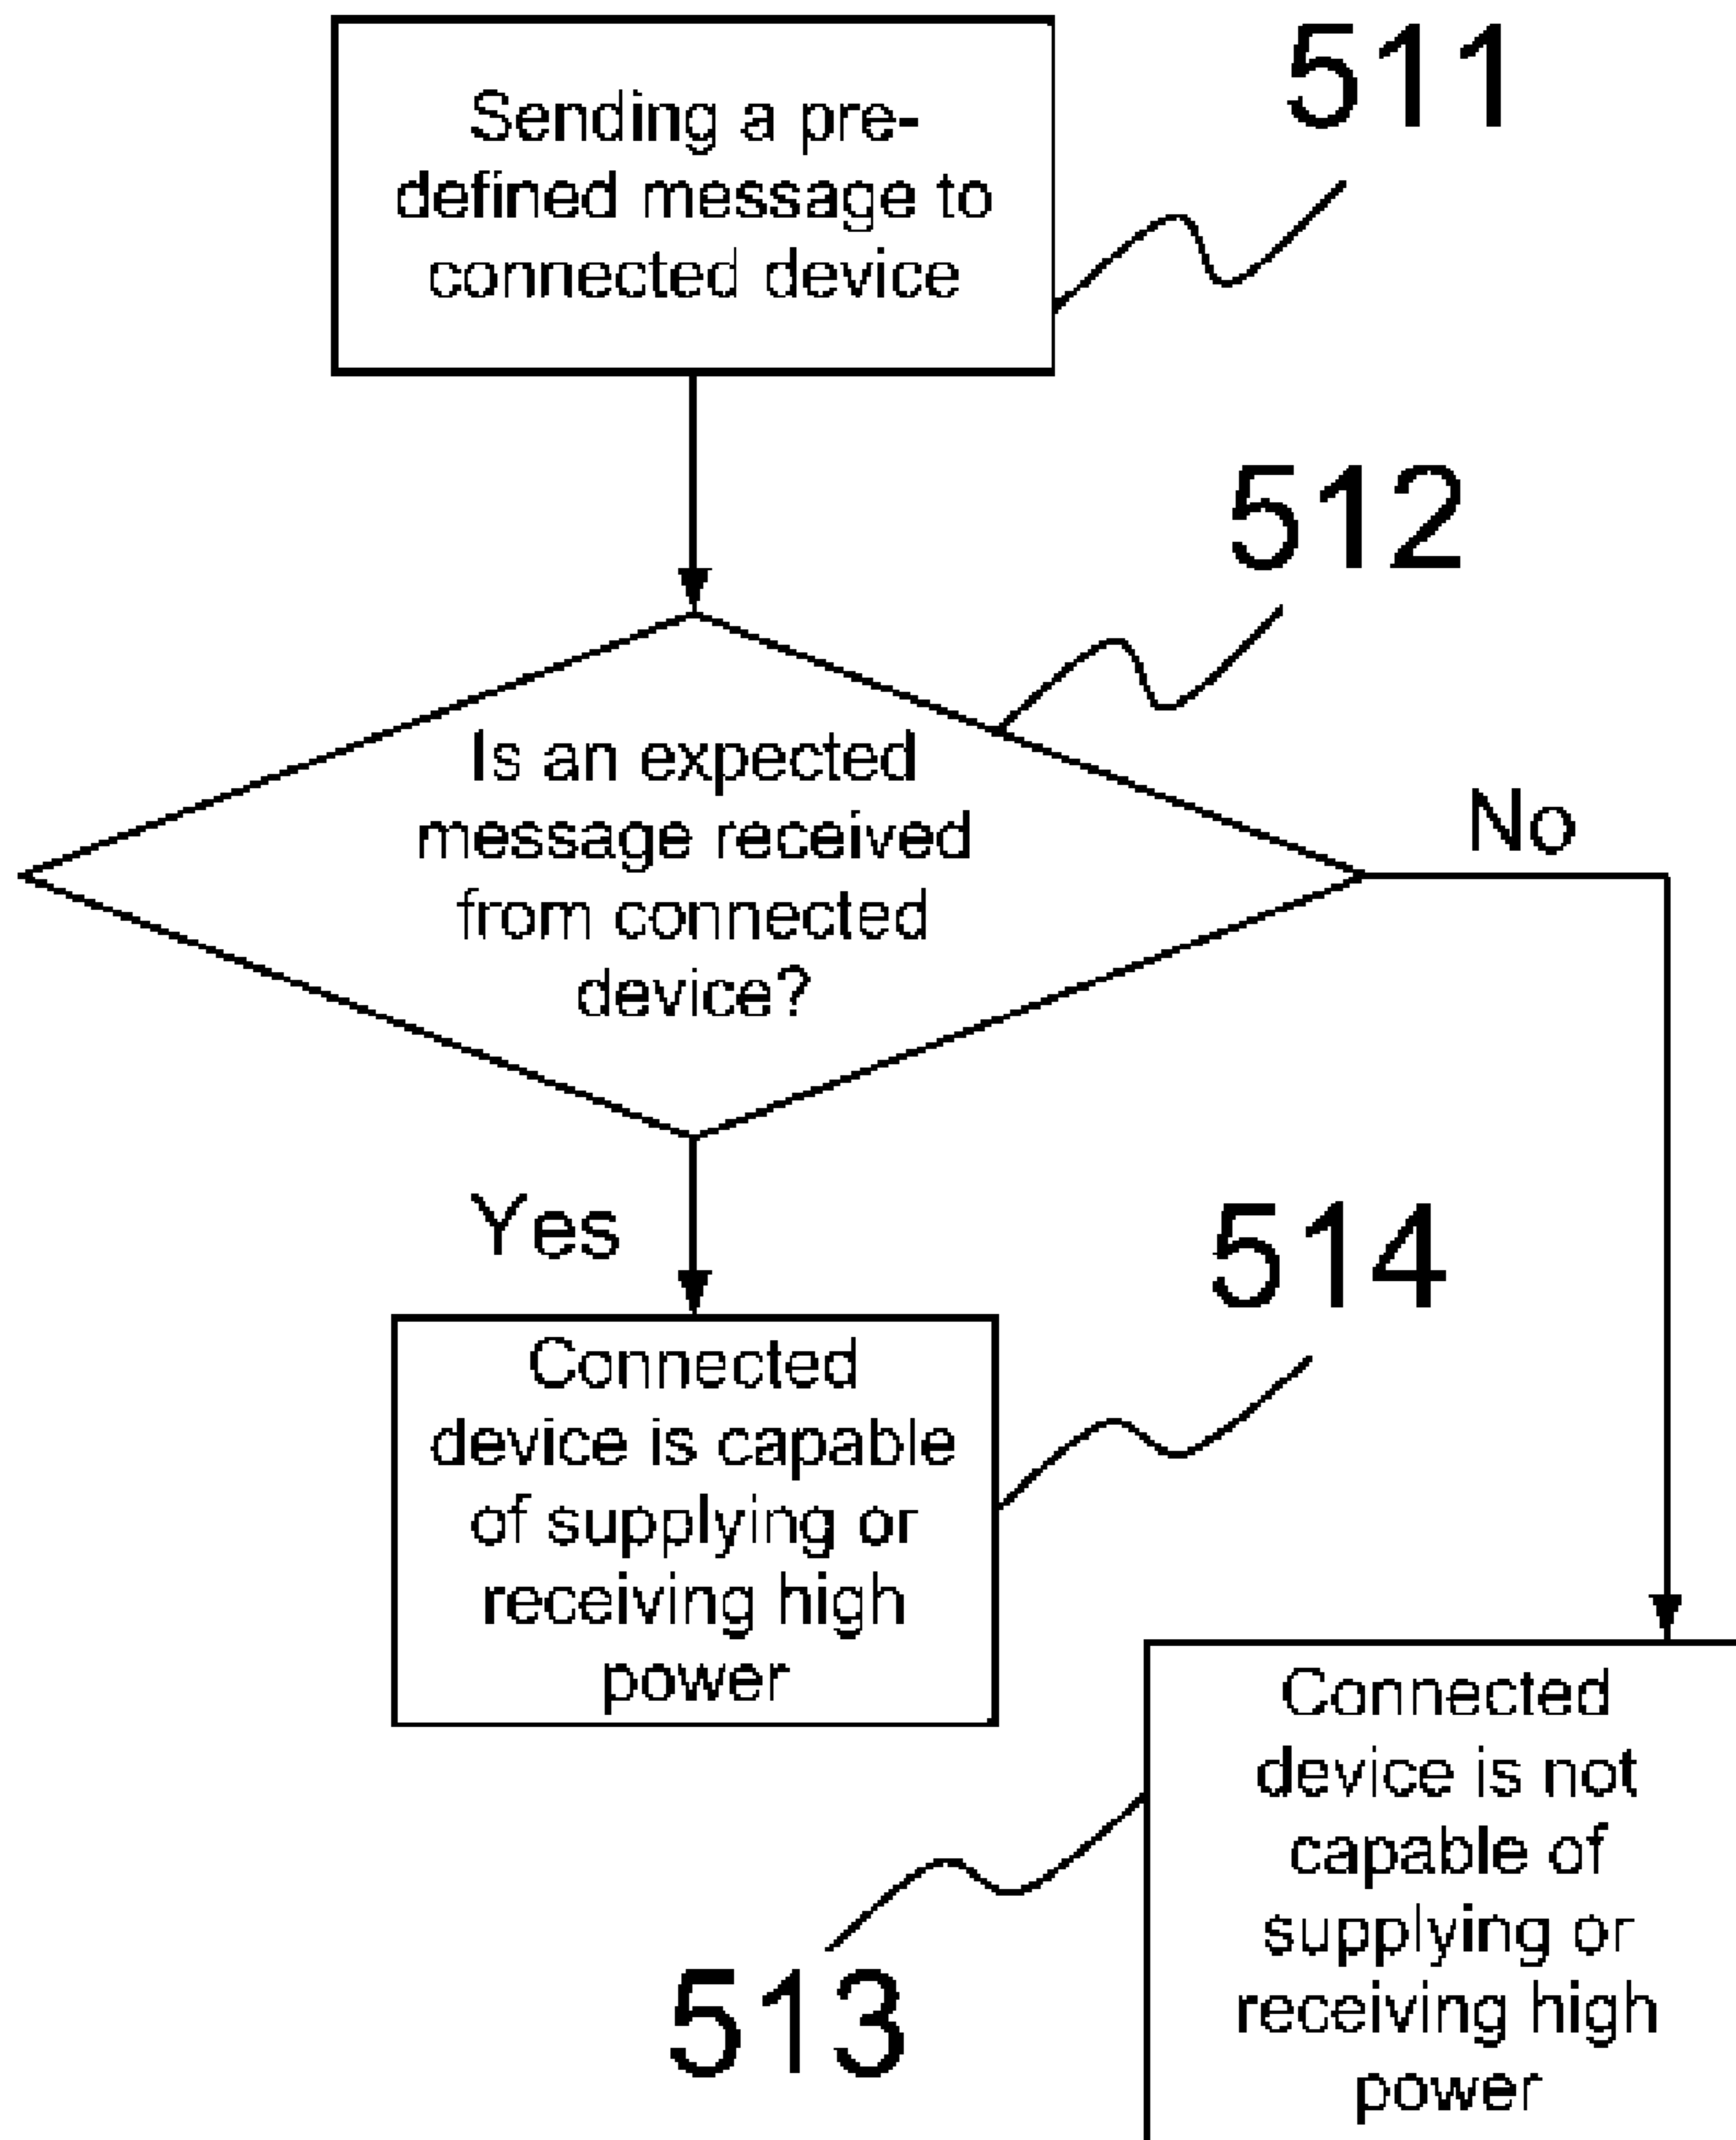 Sending a pre-
defined message to
connected device
511
512
Is an expected
message received
from connected
device?
No
Yes
514
Connected
device is capable
of supplying or
receiving high
power
Connected
device is not
capable of
supplying or
receiving high
power
513